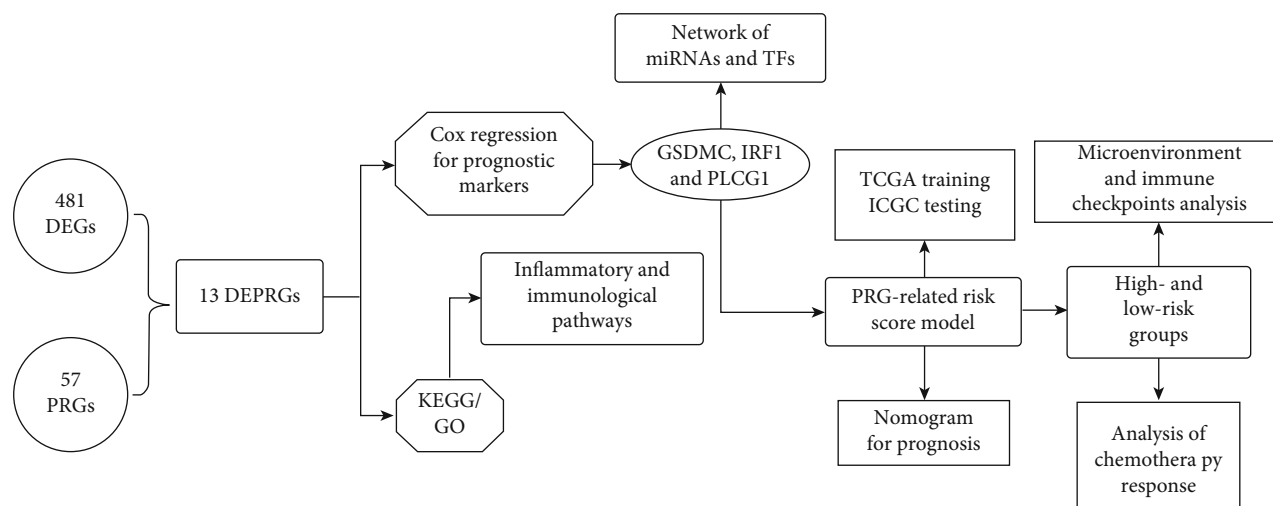 481
DEGs
57
PRGs
13 DEPRGs
Cox regression
for prognostic
markers
KEGG/
GO
Inflammatory and
immunological
pathways
Network of
miRNAs and TFs
GSDMC, IRF1
and PLCG1
TCGA training
ICGC testing
PRG-related risk
score model
Nomogram
for prognosis
Microenvironment
and immune
checkpoints analysis
High- and
low-risk
groups
Analysis of
chemothera py
response